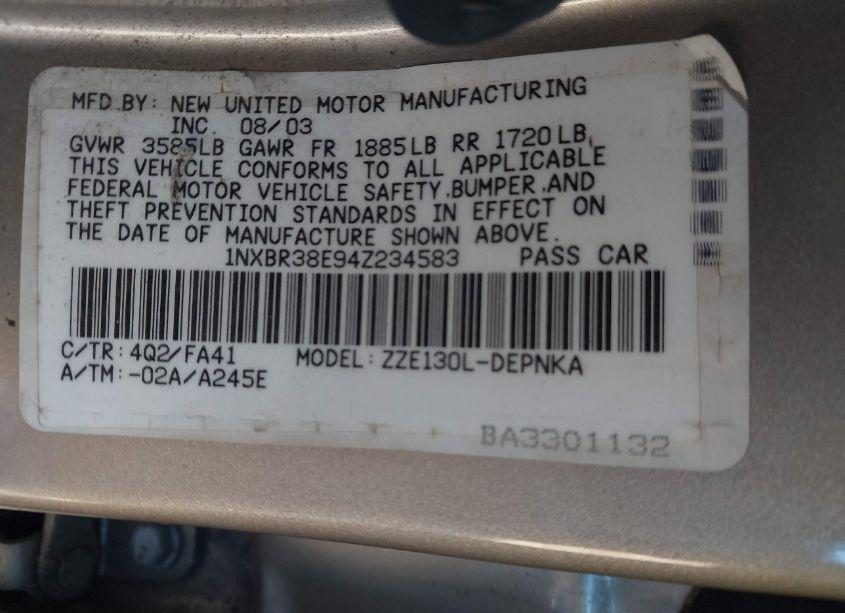 MFD.BY: NEW UNITED MOTOR MANUFACTURING
INC. 08/03
GVWR 3585LB GAWR FR 1885LB RR 1720LB
THIS VEHICLE CONFORMS TO ALL APPLICABLE
FEDERAL MOTOR VEHICLE SAFETY,BUMPER,AND
THEFT PREVENTION STANDARDS IN EFFECT ON
THE DATE OF MANUFACTURE SHOWN ABOVE.
1NXBR38E94Z234583 PASS CAR
C/TR: 4Q2/FA41 MODEL: ZZE130L-DEPNKA
A/TM: -02A/A245E
BA3301132